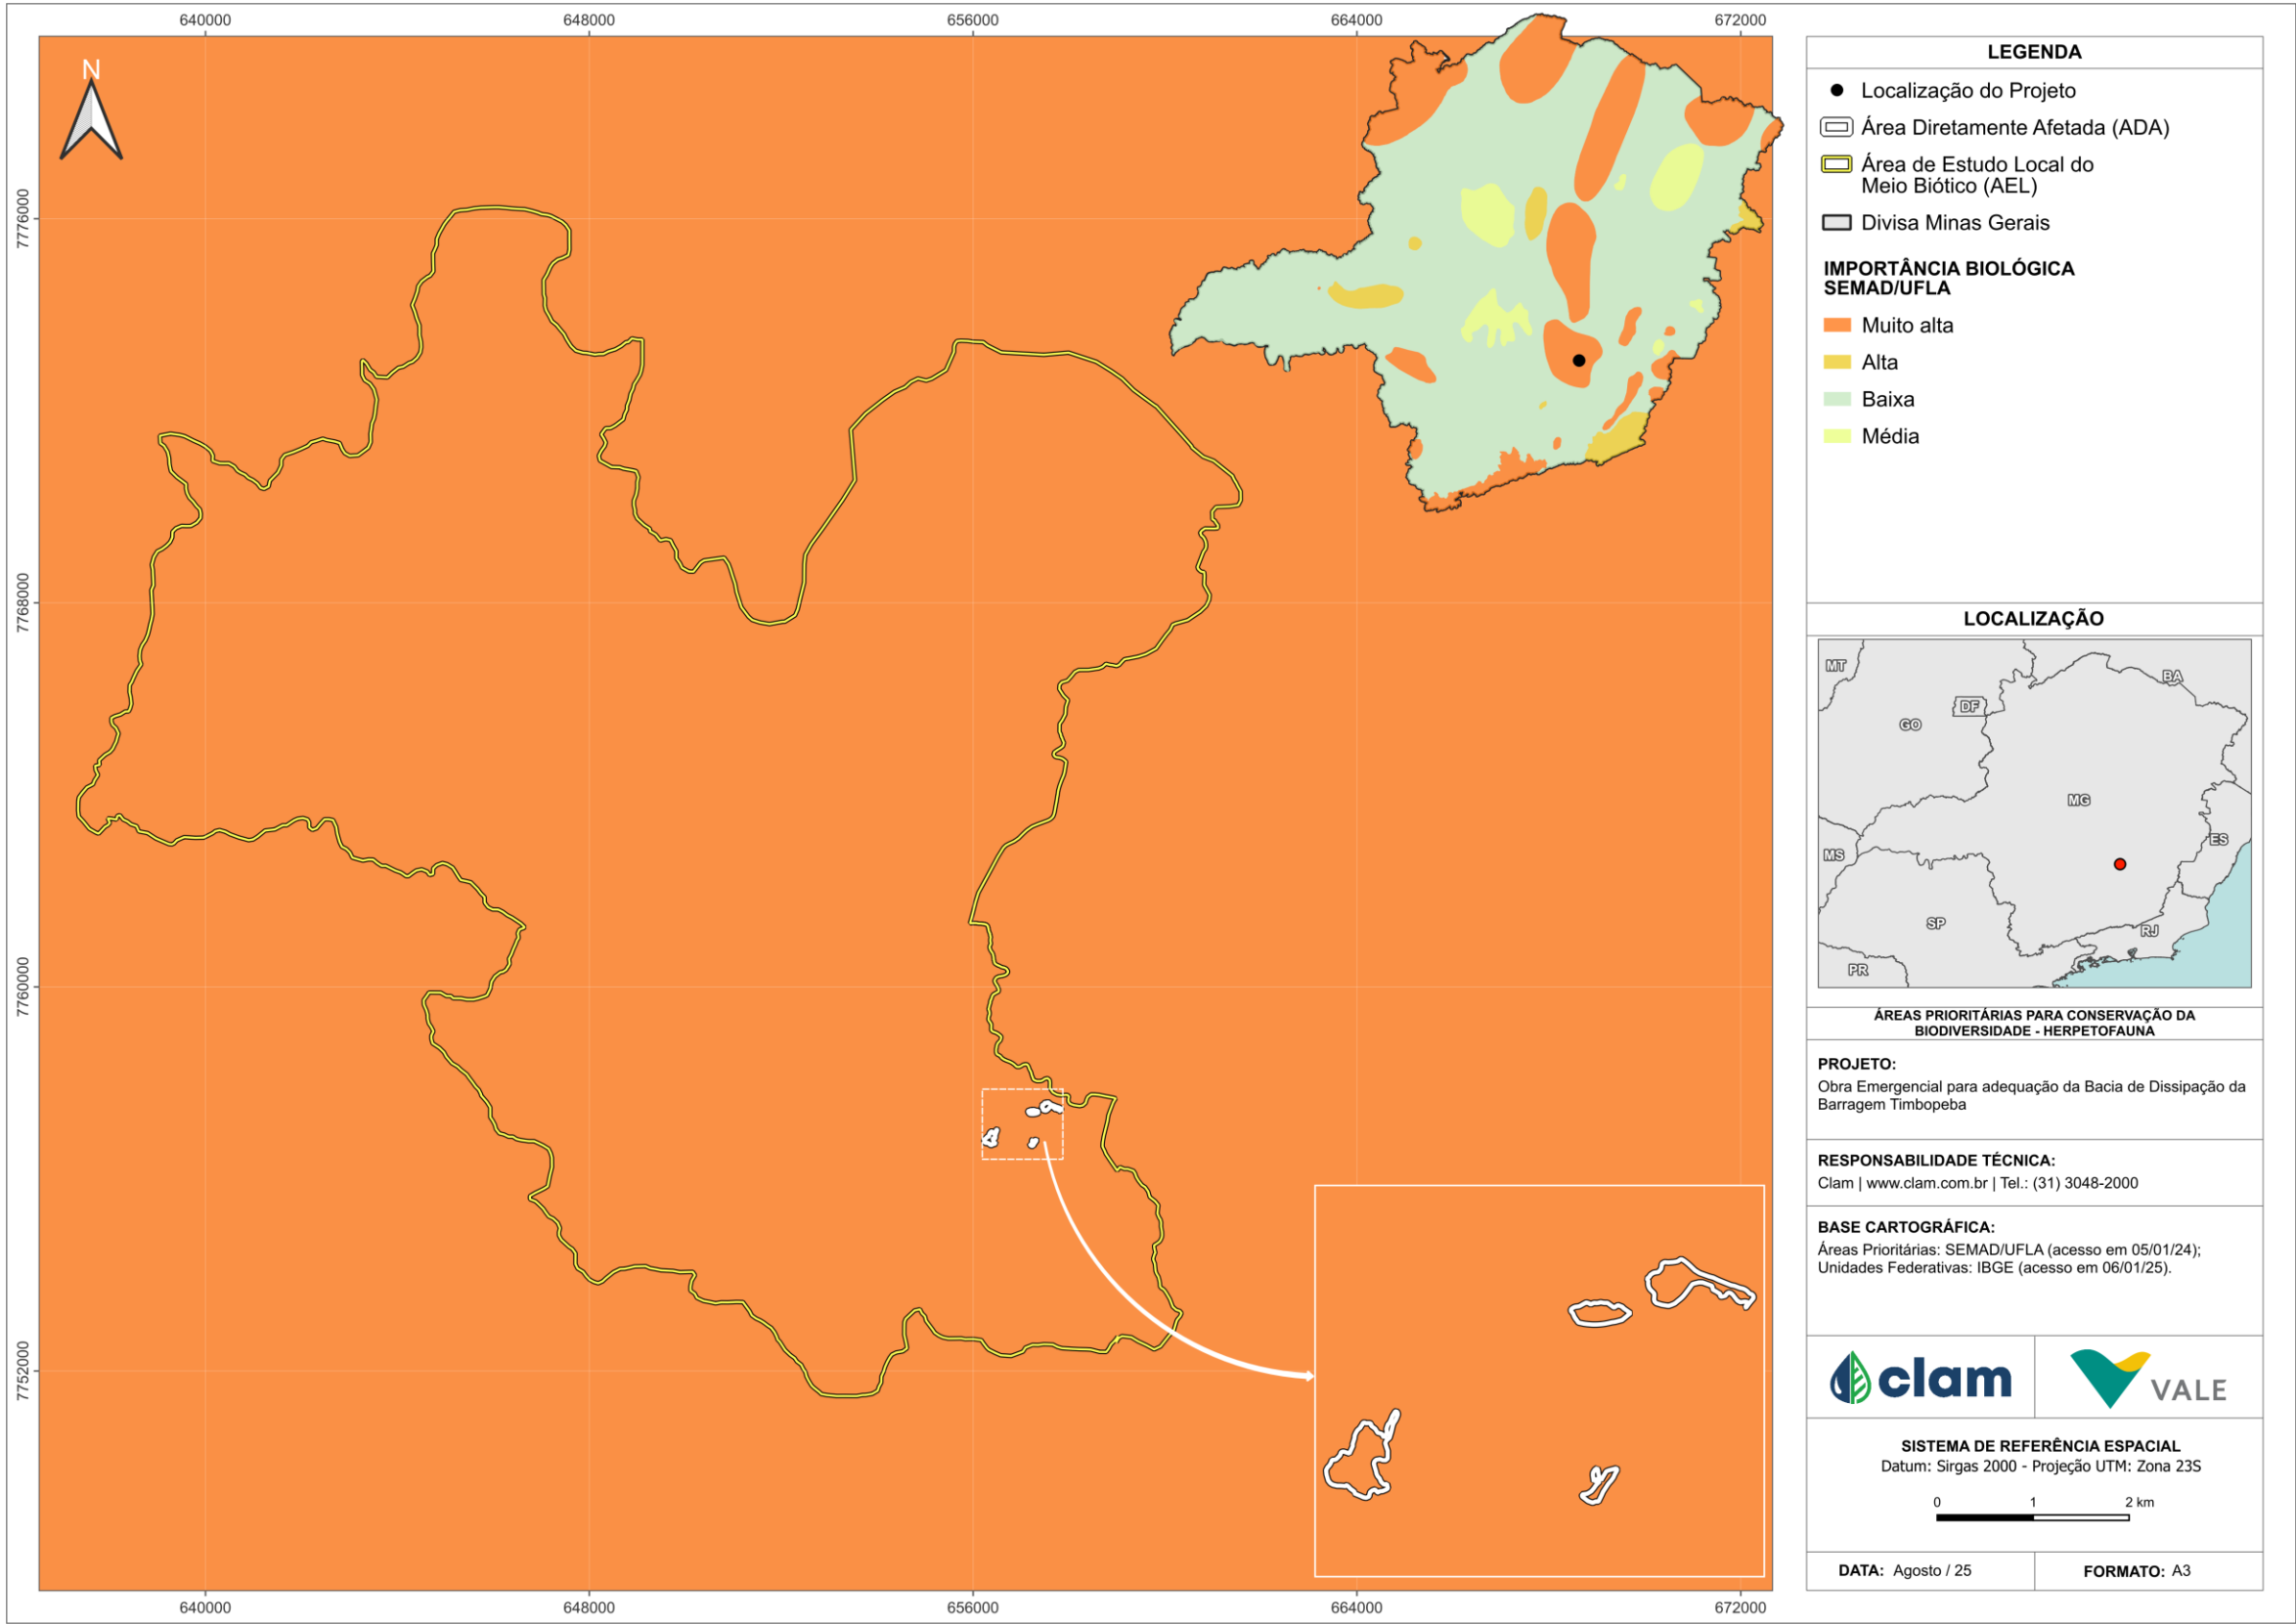 640000
648000
656000
664000
672000
N
7776000
7768000
7760000
7752000
640000
648000
656000
664000
672000
LEGENDA
Localização do Projeto
Área Diretamente Afetada (ADA)
Área de Estudo Local do
Meio Biótico (AEL)
Divisa Minas Gerais
IMPORTÂNCIA BIOLÓGICA
SEMAD/UFLA
Muito alta
Alta
Baixa
Média
LOCALIZAÇÃO
MT
BA
DF
GO
MG
ES
MS
SP
RJ
PR
ÁREAS PRIORITÁRIAS PARA CONSERVAÇÃO DA
BIODIVERSIDADE - HERPETOFAUNA
PROJETO:
Obra Emergencial para adequação da Bacia de Dissipação da
Barragem Timbopeba
RESPONSABILIDADE TÉCNICA:
Clam | www.clam.com.br | Tel.: (31) 3048-2000
BASE CARTOGRÁFICA:
Áreas Prioritárias: SEMAD/UFLA (acesso em 05/01/24);
Unidades Federativas: IBGE (acesso em 06/01/25).
clam
VALE
SISTEMA DE REFERÊNCIA ESPACIAL
Datum: Sirgas 2000 - Projeção UTM: Zona 23S
0 1 2 km
DATA: Agosto / 25
FORMATO: A3